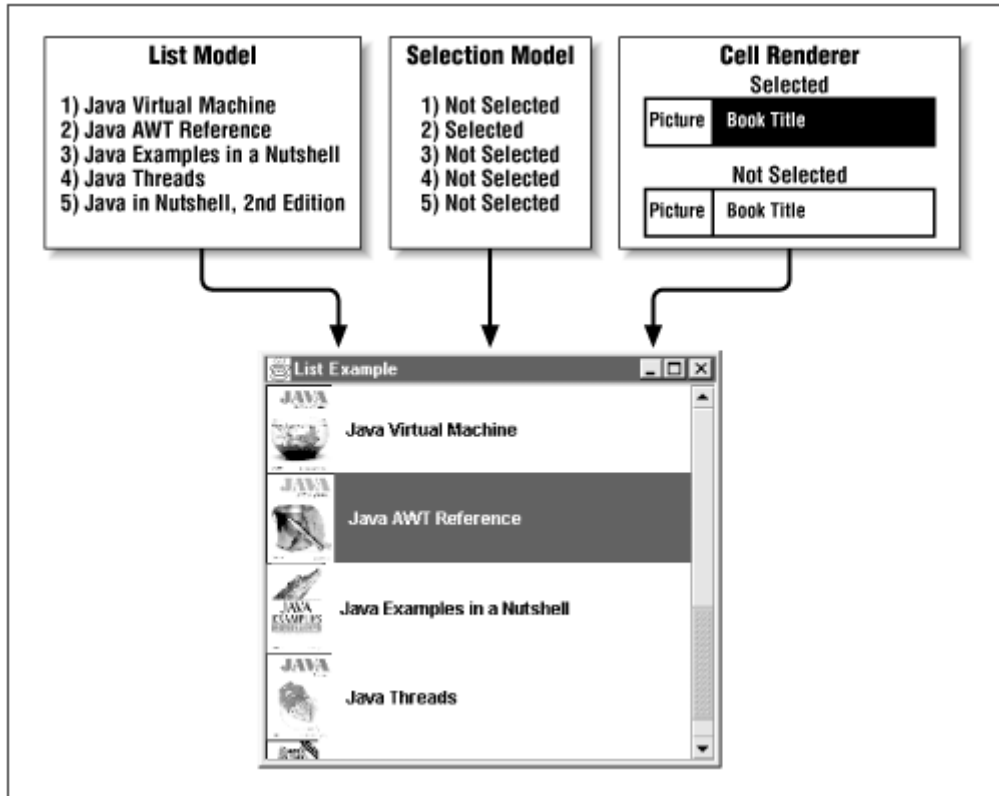 List Model
1) Java Virtual Machine
2) Java AWT Reference
3) Java Examples in a Nutshell
4) Java Threads
5) Java in Nutshell, 2nd Edition
Selection Model
1) Not Selected
2) Selected
3) Not Selected
4) Not Selected
5) Not Selected
Cell Renderer
Selected
Picture Book Title
Not Selected
Picture Book Title
List Example
JAVA
Java Virtual Machine
JAVA
Java AWT Reference
JAVA
EXAMPLES
Java Examples in a Nutshell
JAVA
Java Threads